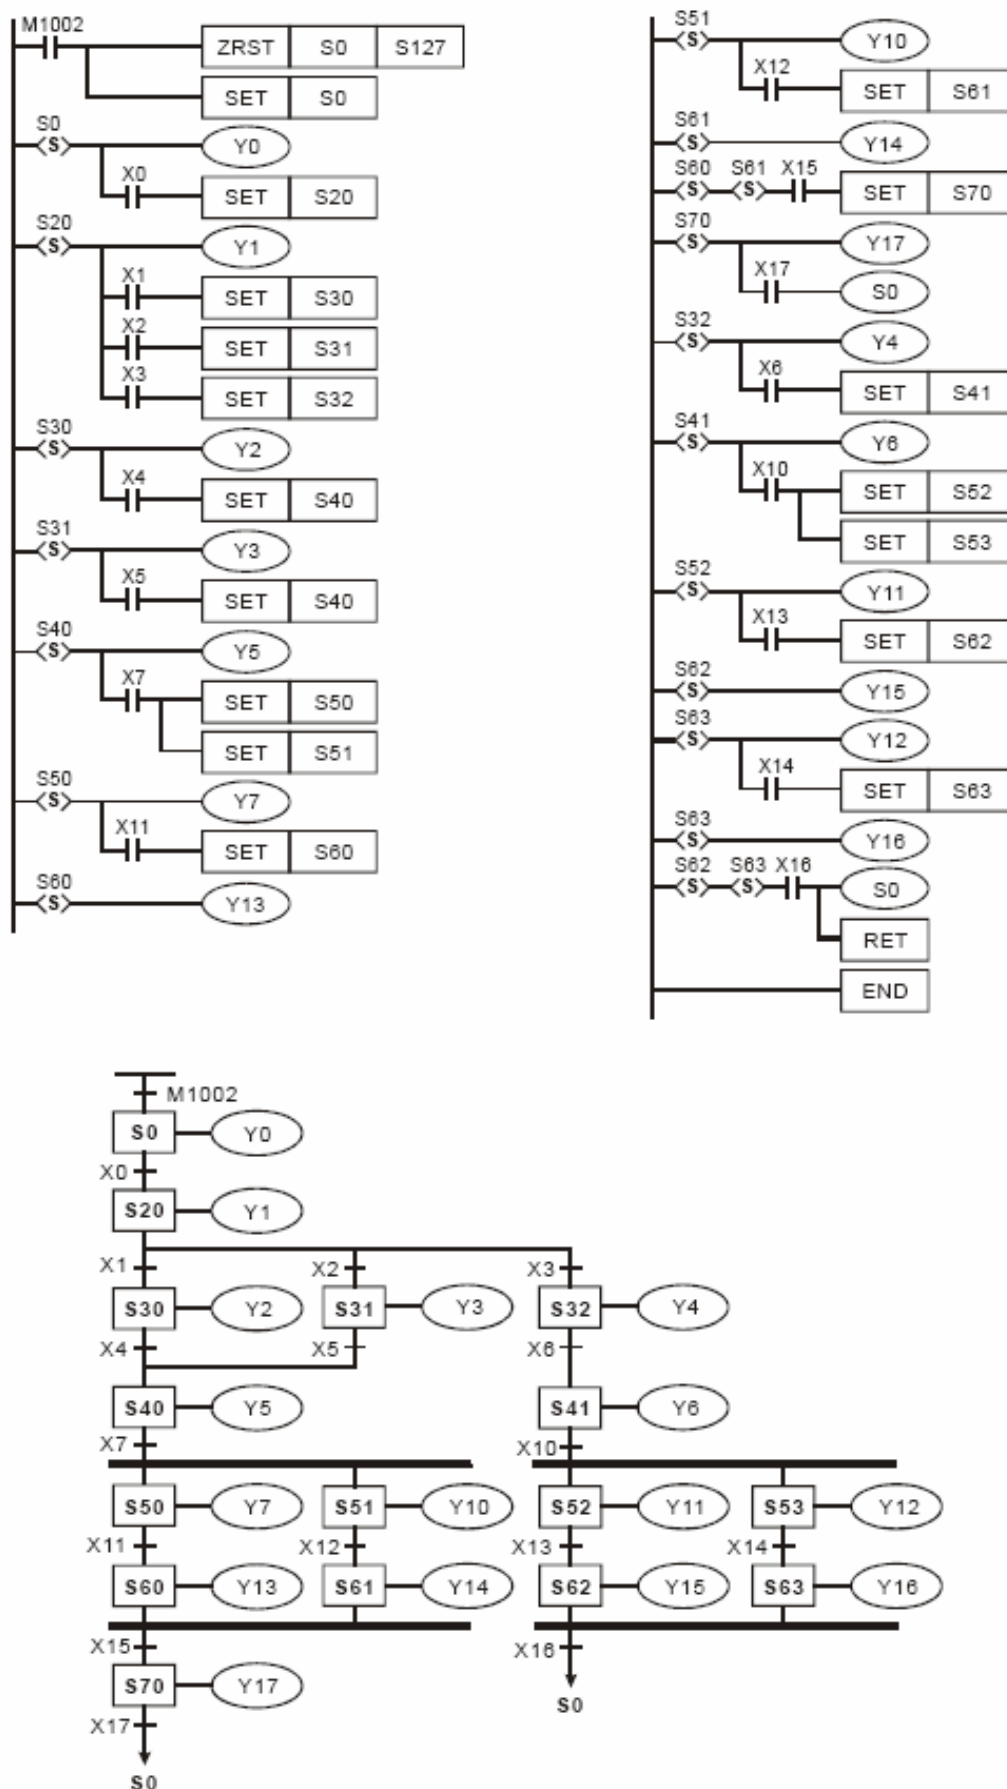 M1002
ZRST S0 S127
SET S0
S0
S Y0
X0
SET S20
S20
S Y1
X1
SET S30
X2
SET S31
X3
SET S32
S30
S Y2
X4
SET S40
S31
S Y3
X5
SET S40
S40
S Y5
X7
SET S50
SET S51
S50
S Y7
X11
SET S60
S60
S Y13
S51
S Y10
X12
SET S61
S61
S Y14
S60 S61 X15
S S SET S70
S70
S Y17
X17
S0
S32
S Y4
X6
SET S41
S41
S Y6
X10
SET S52
SET S53
S52
S Y11
X13
SET S62
S62
S Y15
S63
S Y12
X14
SET S63
S63
S Y16
S62 S63 X16
S S S0
RET
END
M1002
S0 Y0
X0
S20 Y1
X1 X2 X3
S30 Y2 S31 Y3 S32 Y4
X4 X5 X6
S40 Y5 S41 Y6
X7 X10
S50 Y7 S51 Y10 S52 Y11 S53 Y12
X11 X12 X13 X14
S60 Y13 S61 Y14 S62 Y15 S63 Y16
X15 X16
S70 Y17 S0
X17
S0